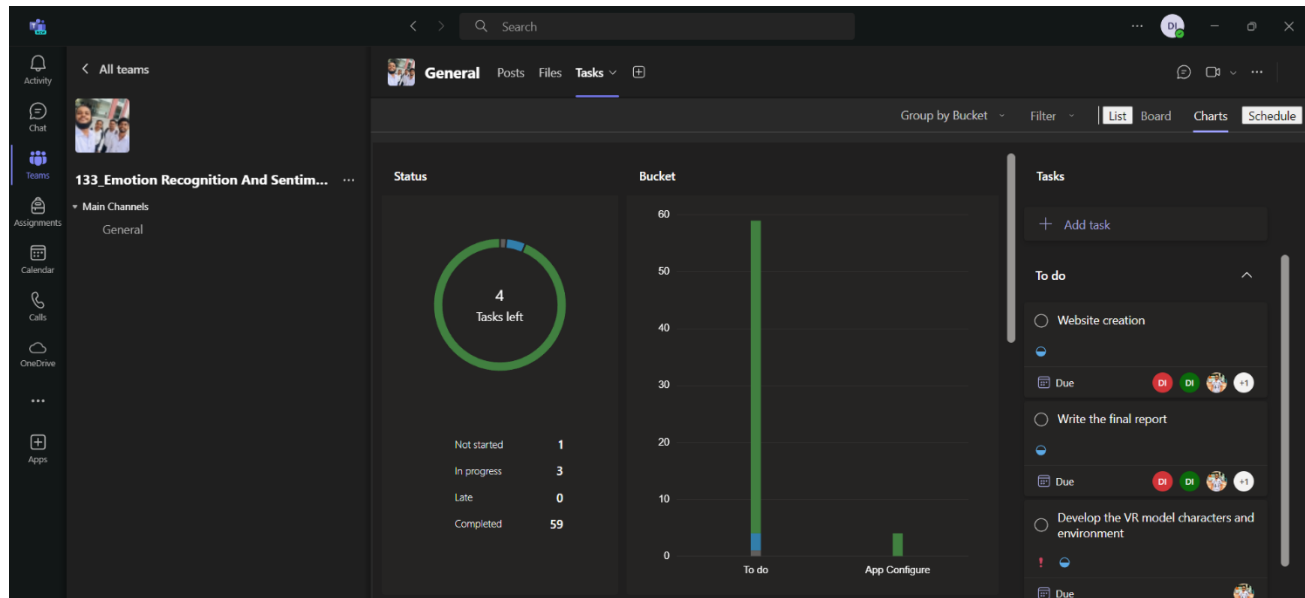 Search
DI
Activity
Chat
Teams
Assignments
Calendar
Calls
OneDrive
Apps
All teams
133_Emotion Recognition And Sentim...
Main Channels
General
General Posts Files Tasks
Group by Bucket Filter List Board Charts Schedule
Status
4
Tasks left
Not started 1
In progress 3
Late 0
Completed 59
Bucket
60
50
40
30
20
10
0
To do App Configure
Tasks
+ Add task
To do
Website creation
Due DI DI +1
Write the final report
Due DI DI +1
Develop the VR model characters and
environment
!
Due